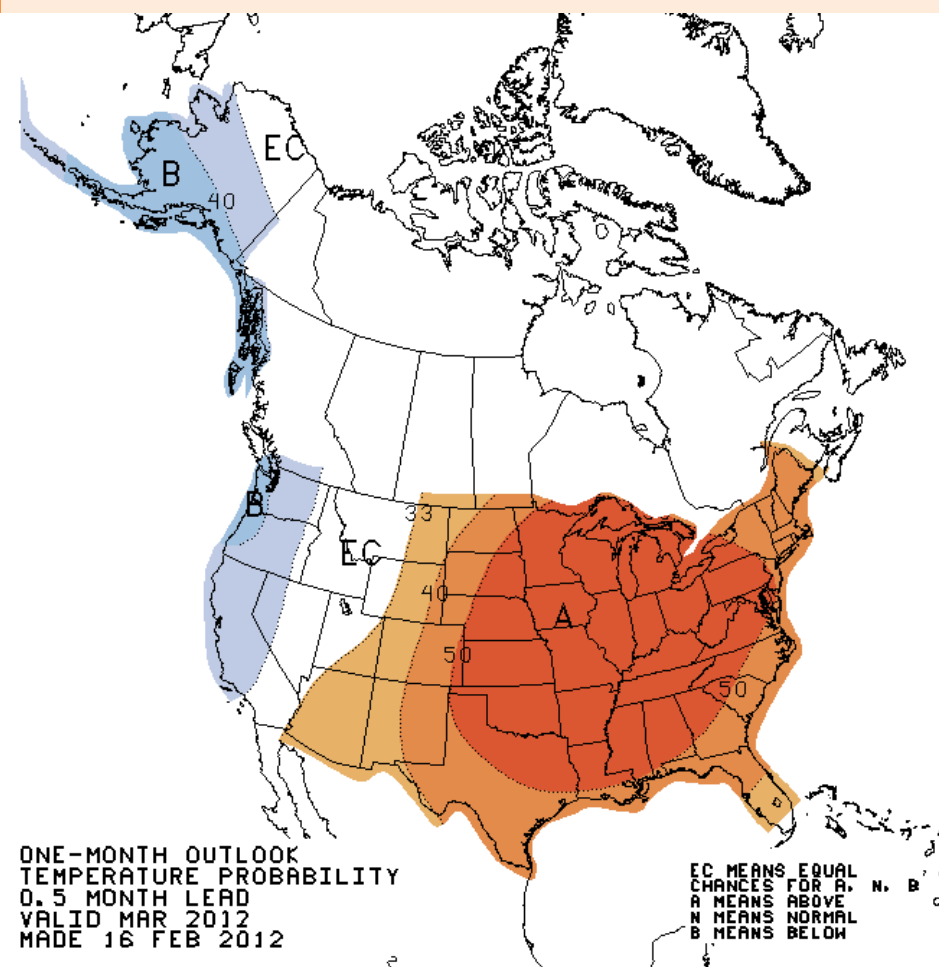 EC
B
40
B
33
EC
40
A
50
50
ONE-MONTH OUTLOOK
TEMPERATURE PROBABILITY
0.5 MONTH LEAD
VALID MAR 2012
MADE 16 FEB 2012
EC MEANS EQUAL
CHANCES FOR A, N, B
A MEANS ABOVE
N MEANS NORMAL
B MEANS BELOW